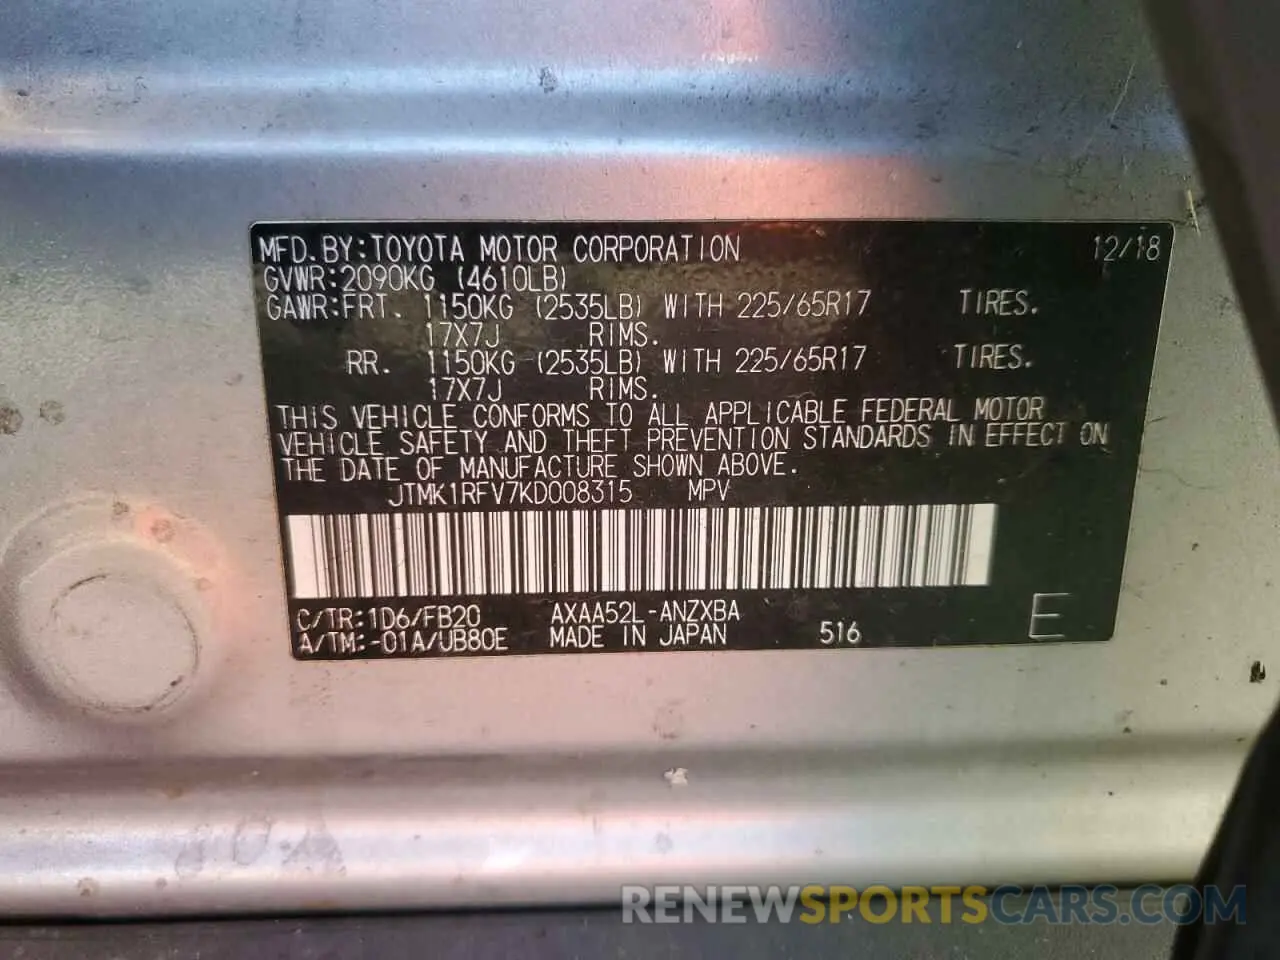 MFD.BY:TOYOTA MOTOR CORPORATION 12/18
GVWR:2090KG (4610LB)
GAWR:FRT. 1150KG (2535LB) WITH 225/65R17 TIRES.
17X7J RIMS.
RR. 1150KG (2535LB) WITH 225/65R17 TIRES.
17X7J RIMS.
THIS VEHICLE CONFORMS TO ALL APPLICABLE FEDERAL MOTOR
VEHICLE SAFETY AND THEFT PREVENTION STANDARDS IN EFFECT ON
THE DATE OF MANUFACTURE SHOWN ABOVE.
JTMK1RFV7KD008315 MPV
C/TR:1D6/FB20 AXAA52L-ANZXBA
A/TM:-01A/UB80E MADE IN JAPAN 516 E
RENEWSPORTSCARS.COM